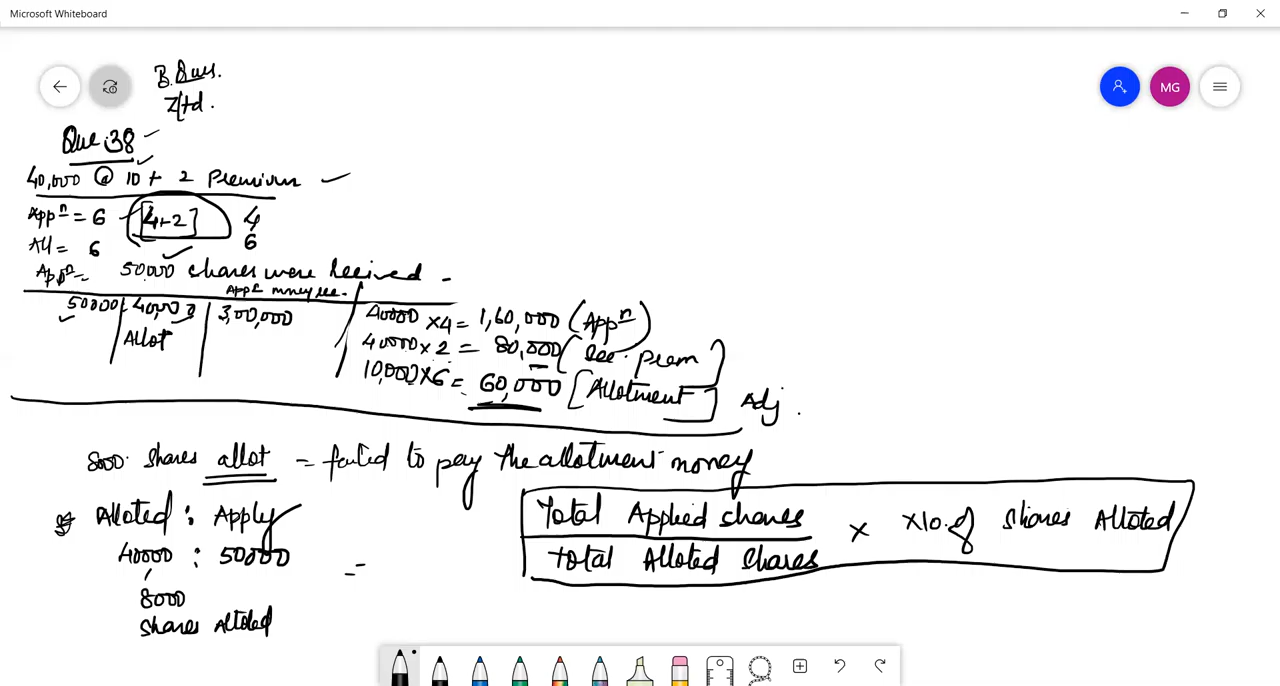 Microsoft Whiteboard
MG
B.
Ltd.
Que.38
40,000 @ 10 + 2 Premium
Appⁿ = 6 [4+2] 4
All = 6 6
Appⁿ = 50000 shares were Received
50000 40000 Allot
Appⁿ money rec.
3,00,000
40000 x 4 = 1,60,000 (Appⁿ)
40000 x 2 = 80,000 (Sec. Prem]
10,000 x 6 = 60,000 [Allotment] Adj.
8000 shares allot = failed to pay the allotment money
Alloted : Apply
40000 : 50000 =
8000
Shares Alloted
Total Applied shares
Total Alloted shares
x No. of Shares Alloted